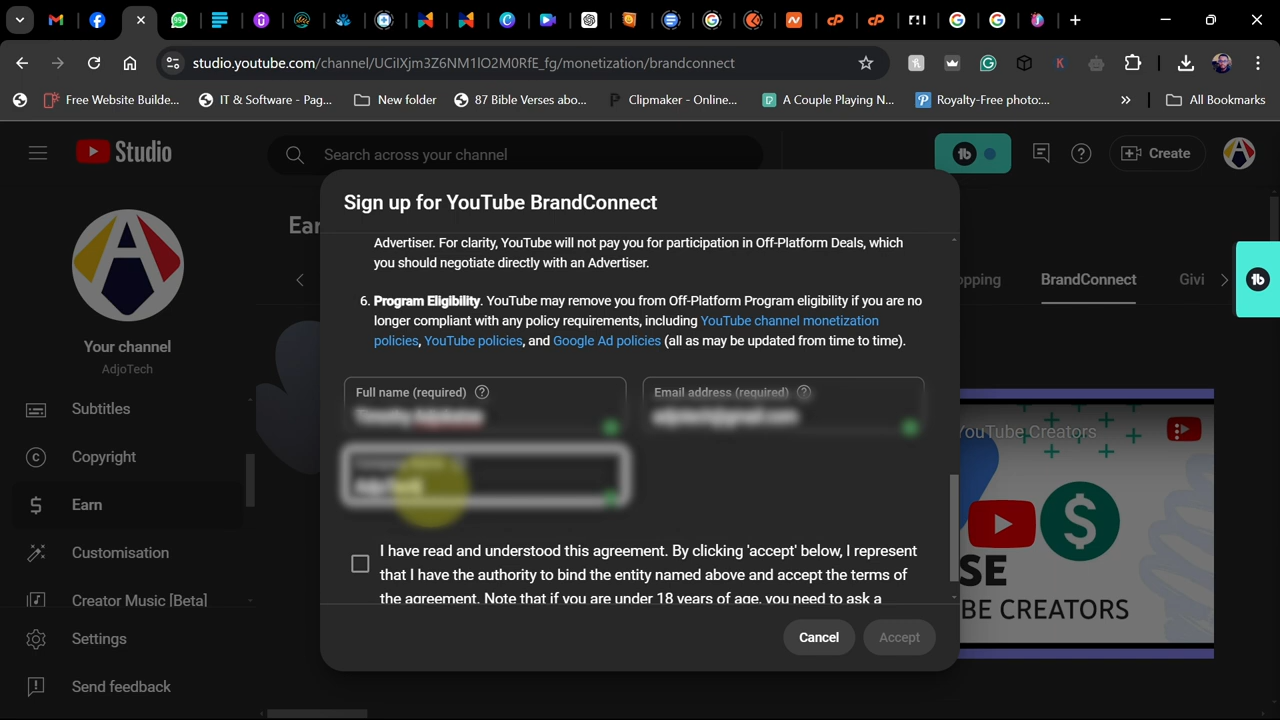 99+
studio.youtube.com/channel/UCilXjm3Z6NM1lO2M0RfE_fg/monetization/brandconnect
Free Website Builde...
IT & Software - Pag...
New folder
87 Bible Verses abo...
Clipmaker - Online...
A Couple Playing N...
Royalty-Free photo:...
All Bookmarks
Studio
Search across your channel
Create
Your channel
AdjoTech
Subtitles
Copyright
Earn
Customisation
Creator Music [Beta]
Settings
Send feedback
Ear
opping
BrandConnect
Givi
Sign up for YouTube BrandConnect
Advertiser. For clarity, YouTube will not pay you for participation in Off-Platform Deals, which
you should negotiate directly with an Advertiser.
6. Program Eligibility. YouTube may remove you from Off-Platform Program eligibility if you are no
longer compliant with any policy requirements, including YouTube channel monetization
policies, YouTube policies, and Google Ad policies (all as may be updated from time to time).
Full name (required)
Email address (required)
I have read and understood this agreement. By clicking 'accept' below, I represent
that I have the authority to bind the entity named above and accept the terms of
the agreement. Note that if you are under 18 years of age, you need to ask a
Cancel
Accept
YouTube Creators
SE
BE CREATORS